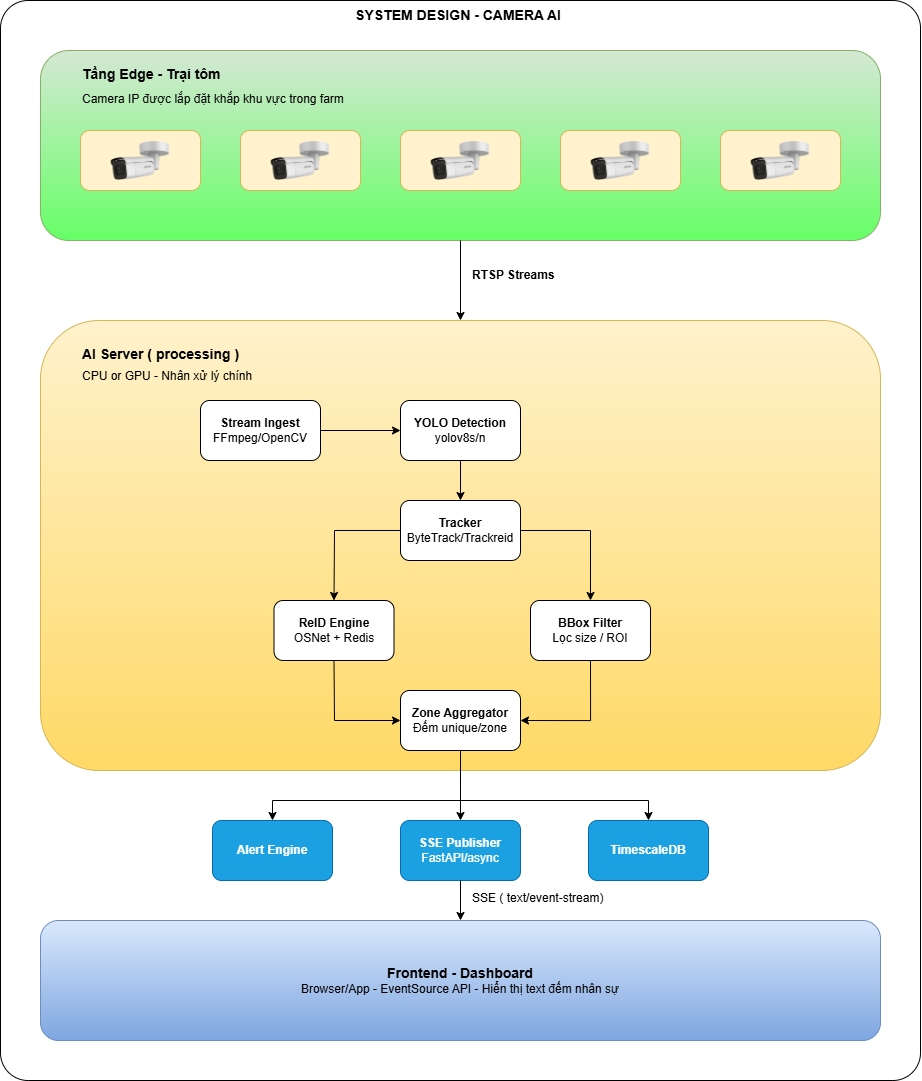 SYSTEM DESIGN - CAMERA AI
Tầng Edge - Trại tôm
Camera IP được lắp đặt khắp khu vực trong farm
RTSP Streams
AI Server ( processing )
CPU or GPU - Nhân xử lý chính
Stream Ingest
FFmpeg/OpenCV
YOLO Detection
yolov8s/n
Tracker
ByteTrack/Trackreid
ReID Engine
OSNet + Redis
BBox Filter
Lọc size / ROI
Zone Aggregator
Đếm unique/zone
Alert Engine
SSE Publisher
FastAPI/async
TimescaleDB
SSE ( text/event-stream)
Frontend - Dashboard
Browser/App - EventSource API - Hiển thị text đếm nhân sự